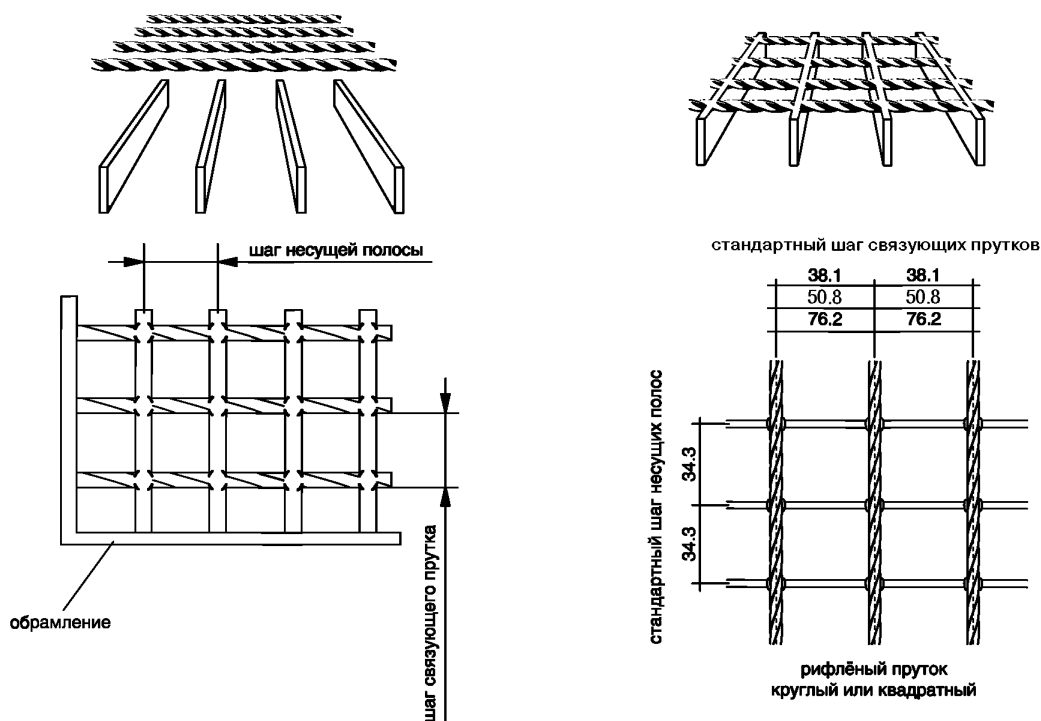 шаг несущей полосы
обрамление
шаг связующего прутка
стандартный шаг связующих прутков
38.1 38.1
50.8 50.8
76.2 76.2
стандартный шаг несущих полос
34.3
34.3
рифлёный пруток
круглый или квадратный